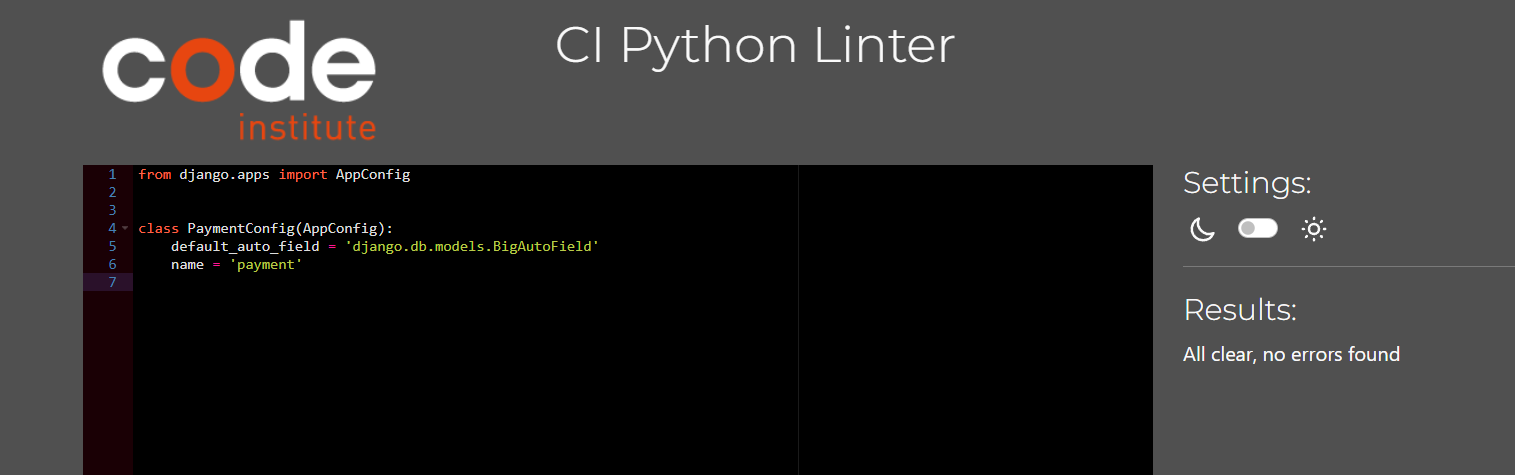 code
institute
CI Python Linter
1 from django.apps import AppConfig
2
3
4 class PaymentConfig(AppConfig):
5     default_auto_field = 'django.db.models.BigAutoField'
6     name = 'payment'
7
Settings:
Results:
All clear, no errors found